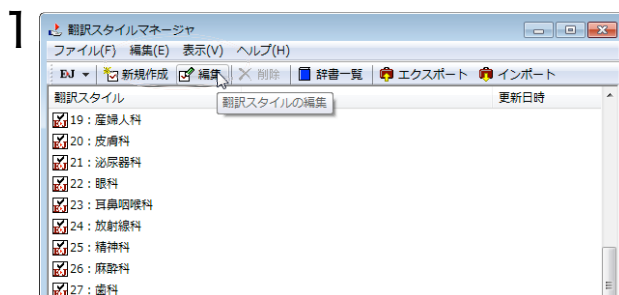 1
翻訳スタイルマネージャ
ファイル(F) 編集(E) 表示(V) ヘルプ(H)
EJ 新規作成 編集 削除 辞書一覧 エクスポート インポート
翻訳スタイル 更新日時
翻訳スタイルの編集
19 : 産婦人科
20 : 皮膚科
21 : 泌尿器科
22 : 眼科
23 : 耳鼻咽喉科
24 : 放射線科
25 : 精神科
26 : 麻酔科
27 : 歯科